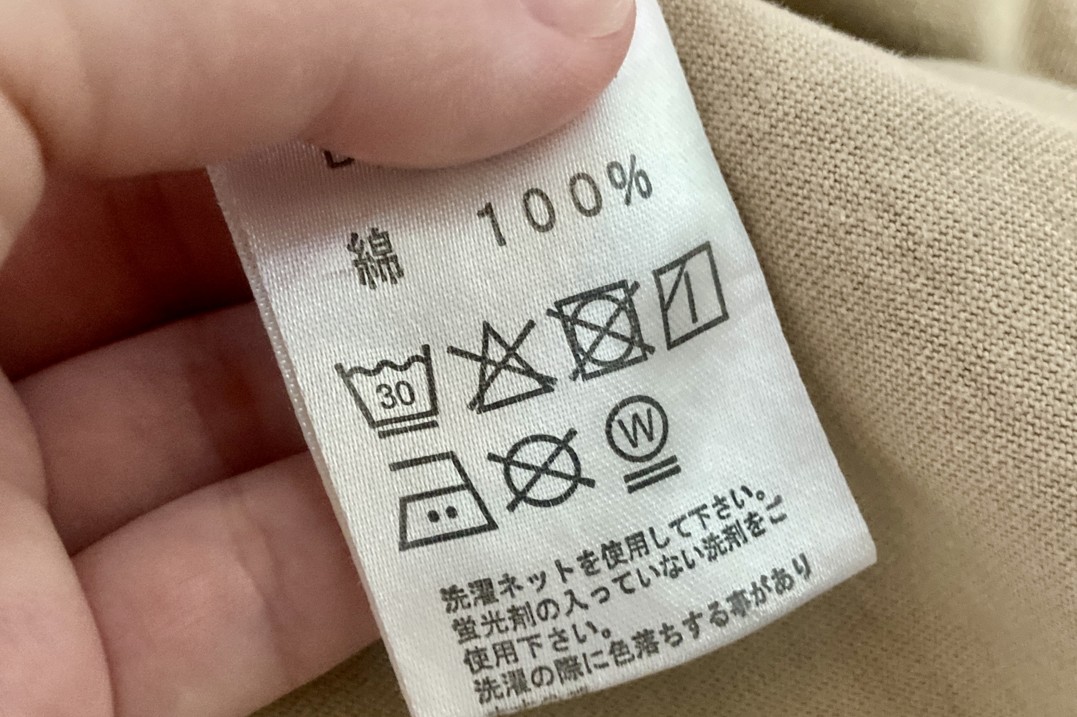 綿 100%
30
W
洗濯ネットを使用して下さい。
蛍光剤の入っていない洗剤をご
使用下さい。
洗濯の際に色落ちする事があり